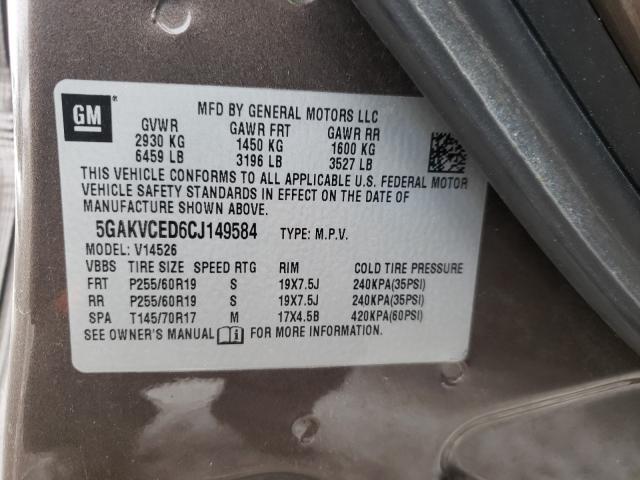 GM
MFD BY GENERAL MOTORS LLC
GVWR GAWR FRT GAWR RR
2930 KG 1450 KG 1600 KG
6459 LB 3196 LB 3527 LB
THIS VEHICLE CONFORMS TO ALL APPLICABLE U.S. FEDERAL MOTOR
VEHICLE SAFETY STANDARDS IN EFFECT ON THE DATE OF
MANUFACTURE SHOWN ABOVE.
5GAKVCED6CJ149584 TYPE: M.P.V.
MODEL: V14526
VBBS TIRE SIZE SPEED RTG RIM COLD TIRE PRESSURE
FRT P255/60R19 S 19X7.5J 240KPA(35PSI)
RR P255/60R19 S 19X7.5J 240KPA(35PSI)
SPA T145/70R17 M 17X4.5B 420KPA(60PSI)
SEE OWNER'S MANUAL FOR MORE INFORMATION.